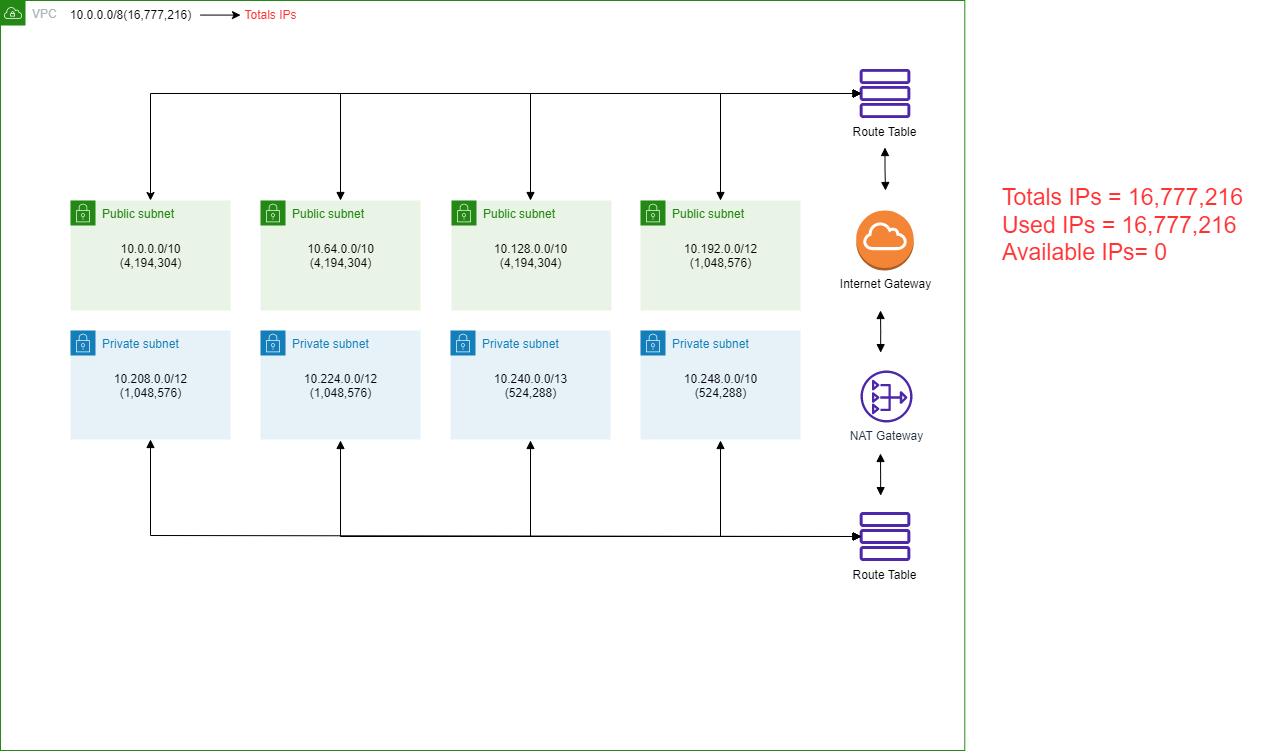 VPC
10.0.0.0/8(16,777,216)
Totals IPs
Route Table
Public subnet
10.0.0.0/10
(4,194,304)
Public subnet
10.64.0.0/10
(4,194,304)
Public subnet
10.128.0.0/10
(4,194,304)
Public subnet
10.192.0.0/12
(1,048,576)
Internet Gateway
Totals IPs = 16,777,216
Used IPs = 16,777,216
Available IPs= 0
Private subnet
10.208.0.0/12
(1,048,576)
Private subnet
10.224.0.0/12
(1,048,576)
Private subnet
10.240.0.0/13
(524,288)
Private subnet
10.248.0.0/10
(524,288)
NAT Gateway
Route Table